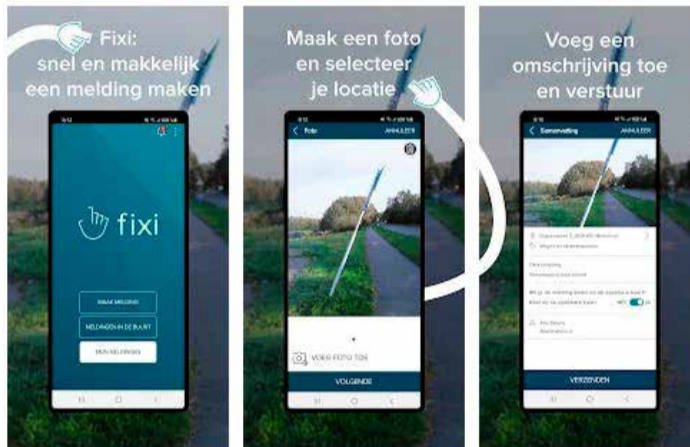 Fixi:
snel en makkelijk
een melding maken
fixi
MAAK MELDING
MELDINGEN IN DE BUURT
MIJN MELDINGEN
Maak een foto
en selecteer
je locatie
Foto
ANNULEER
VOEG FOTO TOE
VOLGENDE
Voeg een
omschrijving toe
en verstuur
Samenvatting
ANNULEER
Omschrijving
VERZENDEN